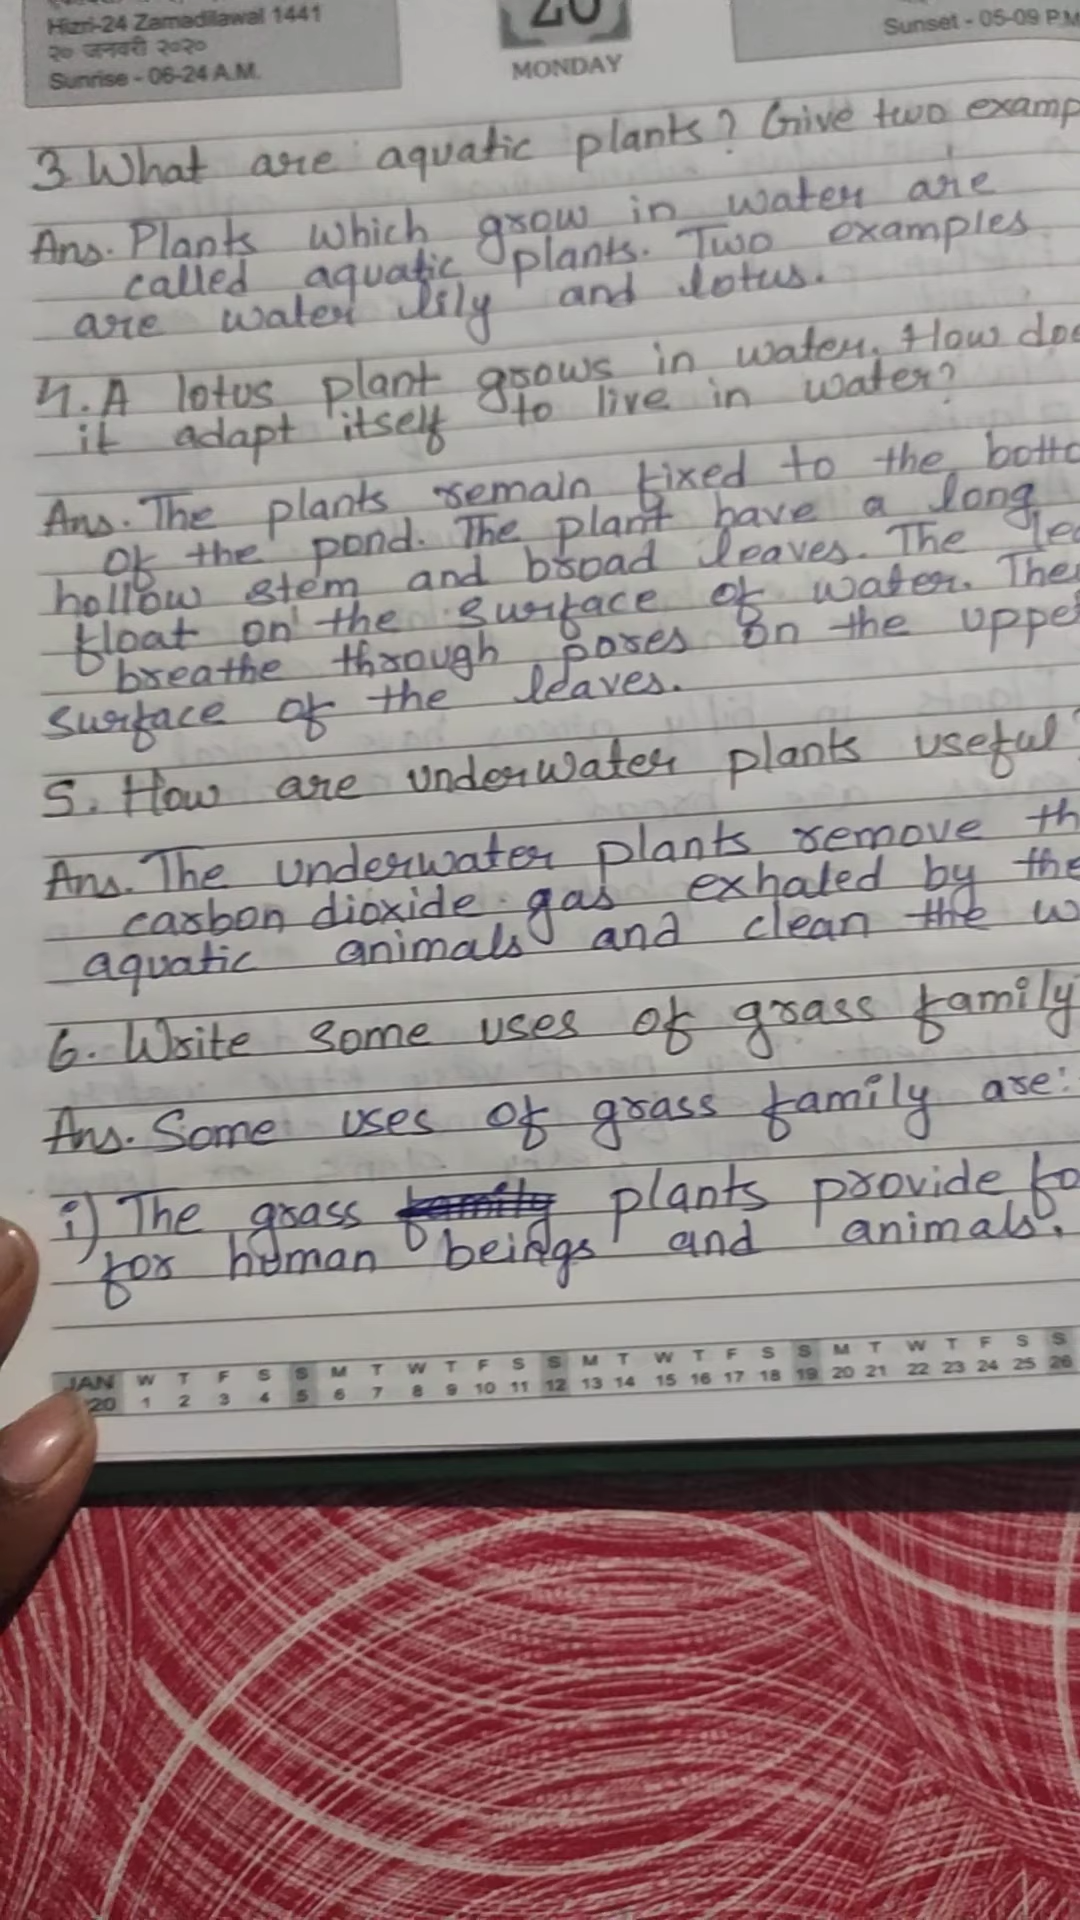 Hizri-24 Zamadilawal 1441
२० जनवरी २०२०
Sunrise - 06-24 A.M.
20
MONDAY
Sunset - 05-09 P.M
3. What are aquatic plants? Give two examp
Ans. Plants which grow in water are
called aquatic plants. Two examples
are water lily and lotus.
4. A lotus plant grows in water. How doe
it adapt itself to live in water?
Ans. The plants remain fixed to the botto
of the pond. The plant have a long
hollow stem and broad leaves. The lea
float on the surface of water. The
breathe through pores on the uppe
surface of the leaves.
5. How are underwater plants useful?
Ans. The underwater plants remove th
carbon dioxide gas exhaled by the
aquatic animals and clean the w
6. Write some uses of grass family
Ans. Some uses of grass family are:
i) The grass plants provide fo
for human beings and animals.
JAN W T F S S M T W T F S S M T W T F S S M T W T F S S
20 1 2 3 4 5 6 7 8 9 10 11 12 13 14 15 16 17 18 19 20 21 22 23 24 25 26